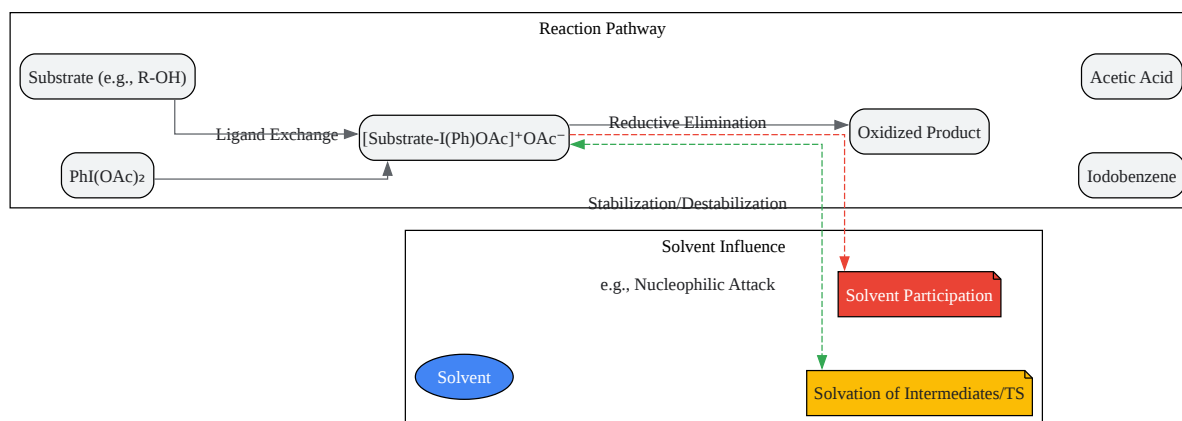 Reaction Pathway
Substrate (e.g., R-OH)
Acetic Acid
Ligand Exchange
[Substrate-I(Ph)OAc]⁺OAc⁻
Reductive Elimination
Oxidized Product
PhI(OAc)₂
Iodobenzene
Stabilization/Destabilization
Solvent Influence
e.g., Nucleophilic Attack
Solvent Participation
Solvent
Solvation of Intermediates/TS